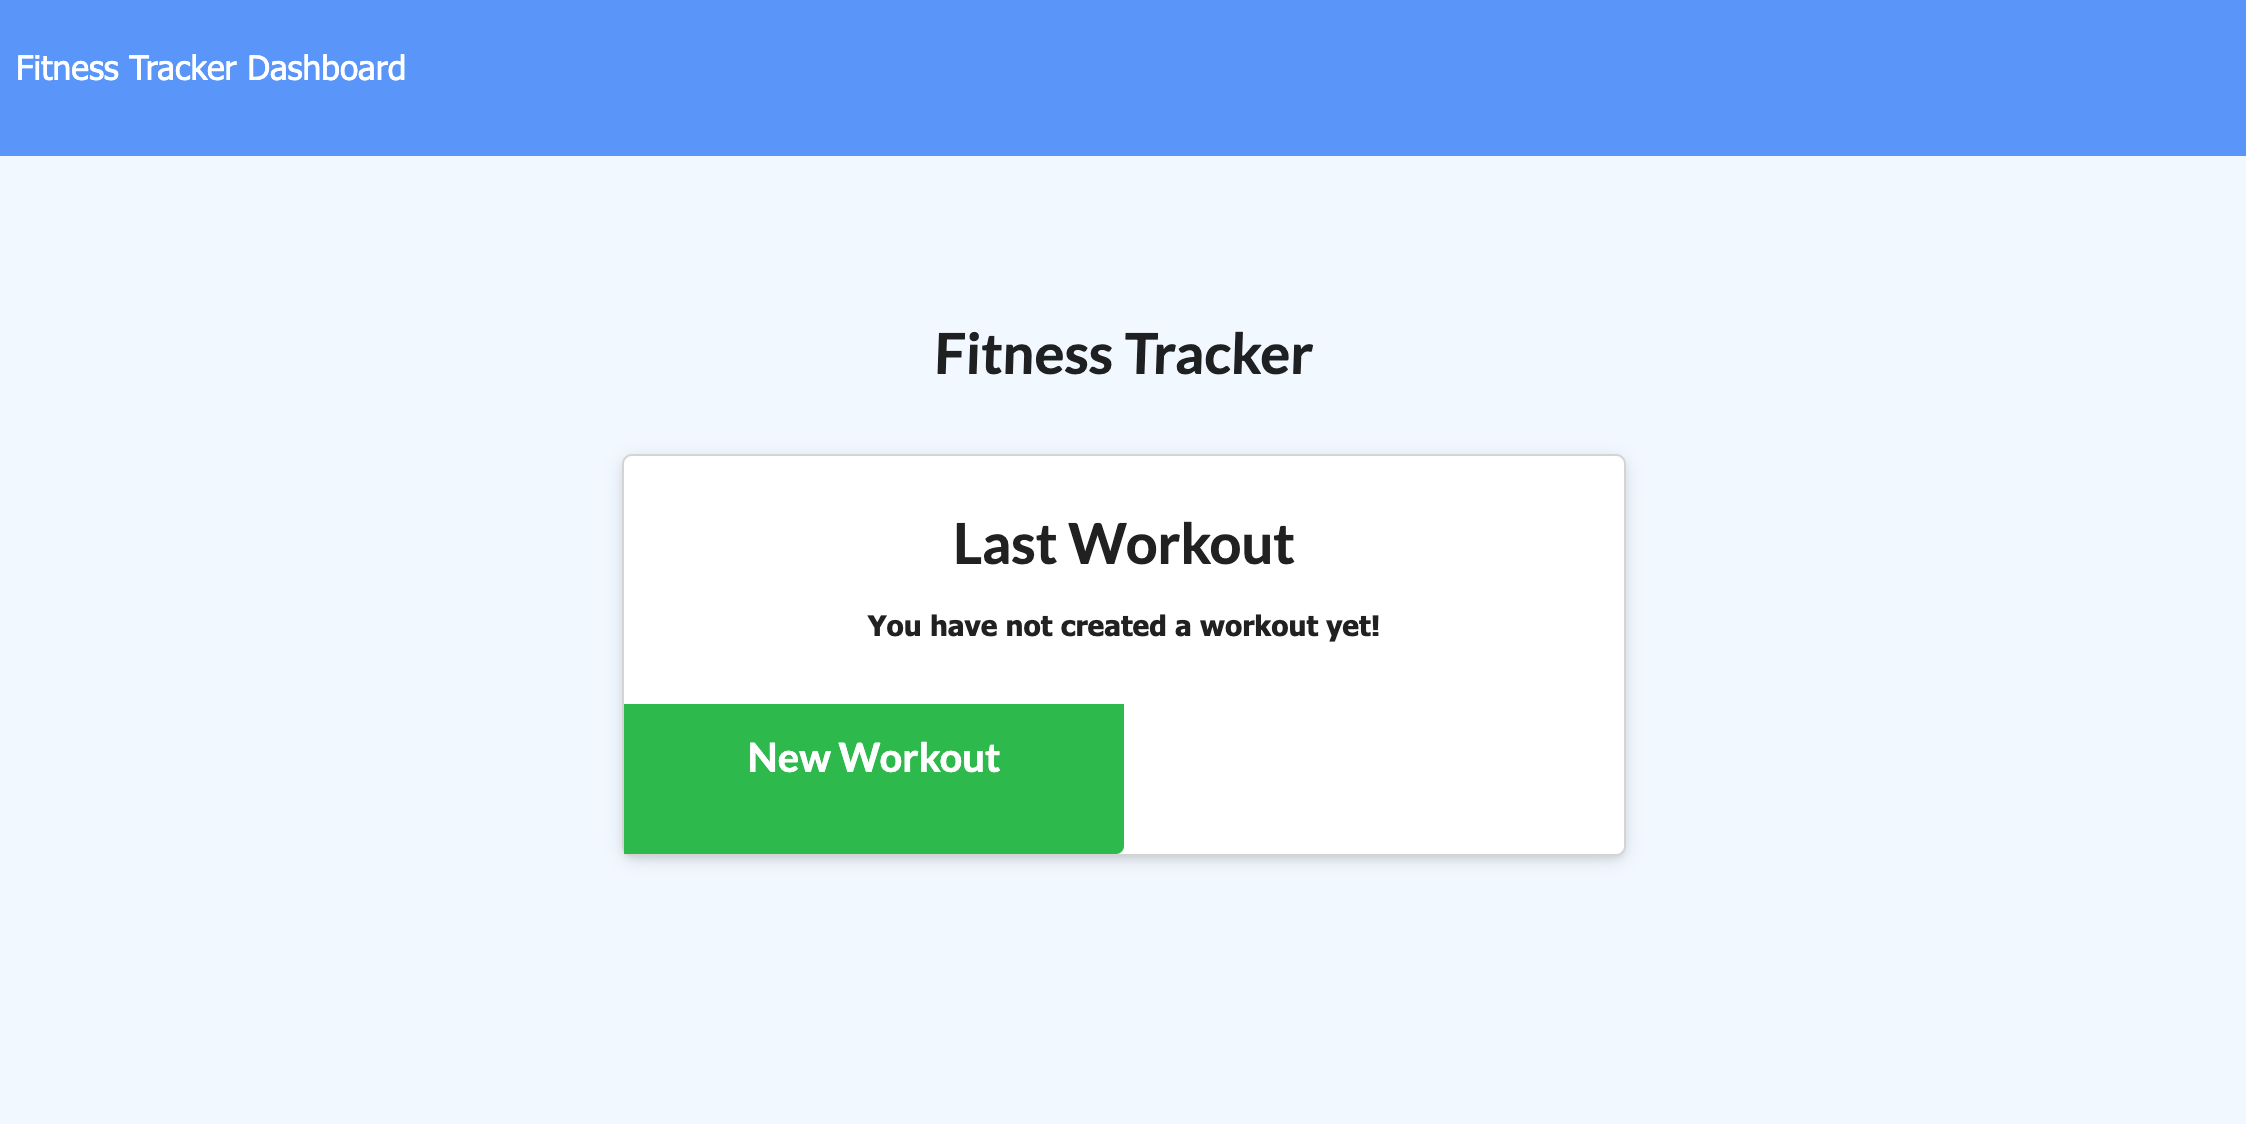 Fitness Tracker Dashboard
Fitness Tracker
Last Workout
You have not created a workout yet!
New Workout